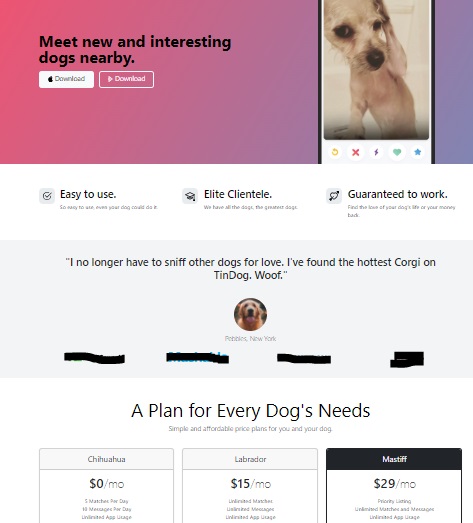 Meet new and interesting
dogs nearby.
Download Download
Easy to use. Elite Clientele. Guaranteed to work.
So easy to use, even your dog could do it. We have all the dogs, the greatest dogs. Find the love of your dog's life or your money
back.
"I no longer have to sniff other dogs for love. I've found the hottest Corgi on
TinDog. Woof."
Pebbles, New York
A Plan for Every Dog's Needs
Simple and affordable price plans for you and your dog.
Chihuahua Labrador Mastiff
$0/mo $15/mo $29/mo
5 Matches Per Day Unlimited Matches Priority Listing
10 Messages Per Day Unlimited Messages Unlimited Matches and Messages
Unlimited App Usage Unlimited App Usage Unlimited App Usage